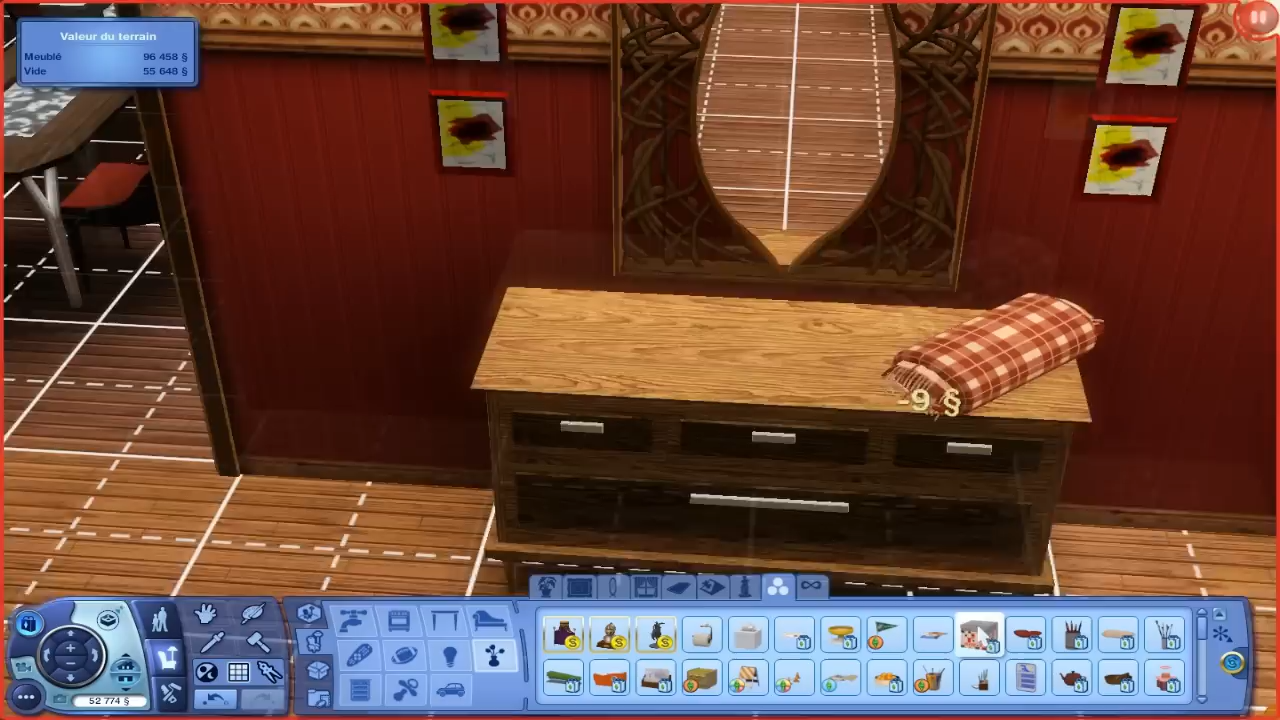 Valeur du terrain
Meublé 96 458 §
Vide 55 648 §
-9 §
52 774 §